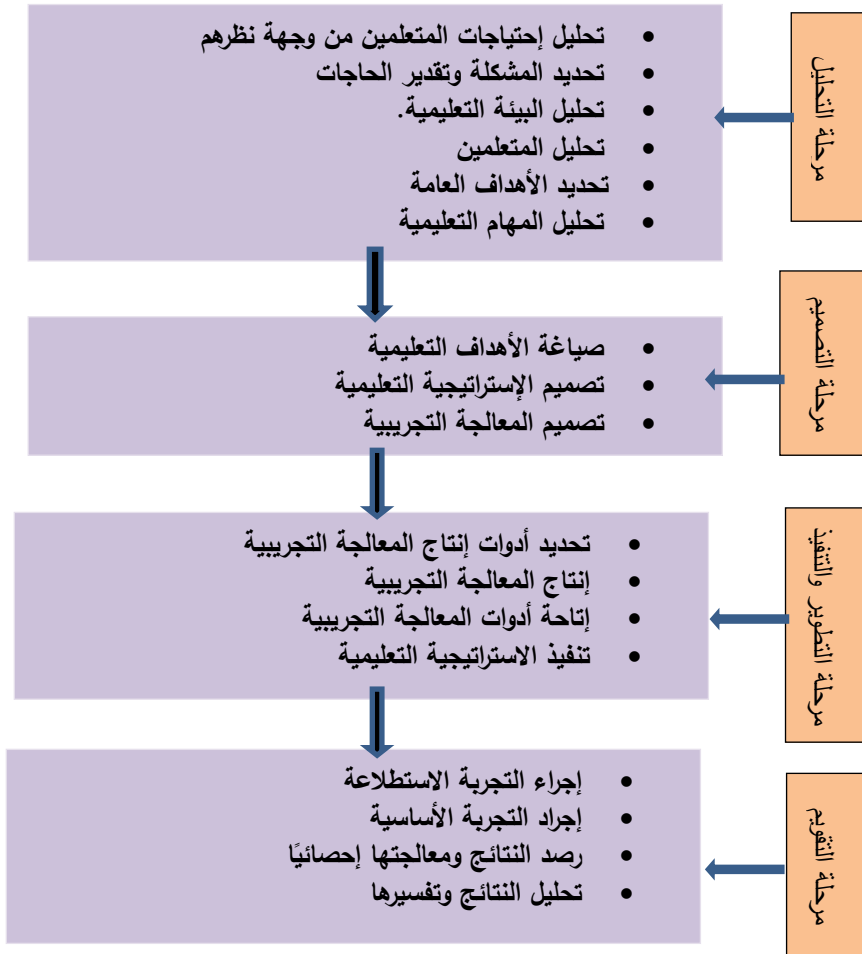 مرحلة التحليل
• تحليل إحتياجات المتعلمين من وجهة نظرهم
• تحديد المشكلة وتقدير الحاجات
• تحليل البيئة التعليمية.
• تحليل المتعلمين
• تحديد الأهداف العامة
• تحليل المهام التعليمية
مرحلة التصميم
• صياغة الأهداف التعليمية
• تصميم الإستراتيجية التعليمية
• تصميم المعالجة التجريبية
مرحلة التطوير والتنفيذ
• تحديد أدوات إنتاج المعالجة التجريبية
• إنتاج المعالجة التجريبية
• إتاحة أدوات المعالجة التجريبية
• تنفيذ الاستراتيجية التعليمية
مرحلة التقويم
• إجراء التجربة الاستطلاعة
• إجراد التجربة الأساسية
• رصد النتائج ومعالجتها إحصائيًا
• تحليل النتائج وتفسيرها